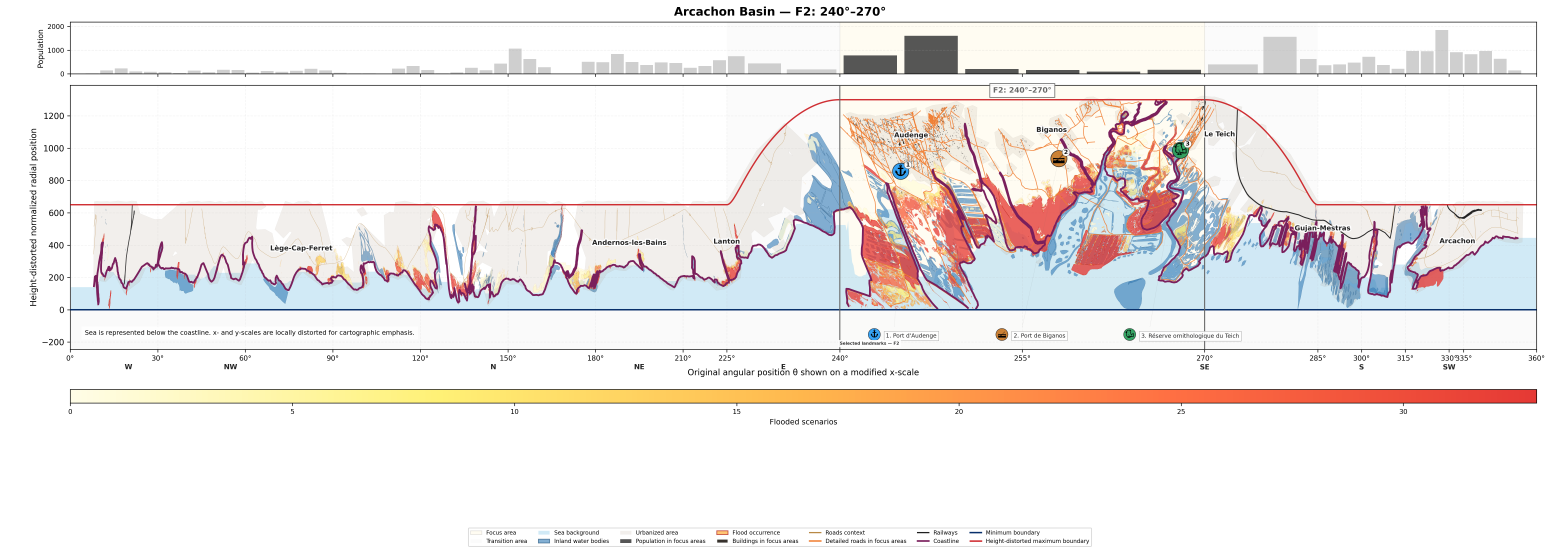 Arcachon Basin — F2: 240°–270°
Population
2000
1000
0
F2: 240°–270°
Height-distorted normalized radial position
1200
1000
800
600
400
200
0
−200
Audenge
Biganos
Le Teich
Lège-Cap-Ferret
Andernos-les-Bains
Lanton
Gujan-Mestras
Arcachon
1
2
3
Sea is represented below the coastline. x- and y-scales are locally distorted for cartographic emphasis.
1. Port d'Audenge
2. Port de Biganos
3. Réserve ornithologique du Teich
Selected landmarks — F2
0° 30° 60° 90° 120° 150° 180° 210° 225° 240° 255° 270° 285° 300° 315° 330° 335° 360°
W NW N NE E SE S SW
Original angular position θ shown on a modified x-scale
0 5 10 15 20 25 30
Flooded scenarios
Focus area Sea background Urbanized area Flood occurrence Roads context Railways Minimum boundary
Transition area Inland water bodies Population in focus areas Buildings in focus areas Detailed roads in focus areas Coastline Height-distorted maximum boundary